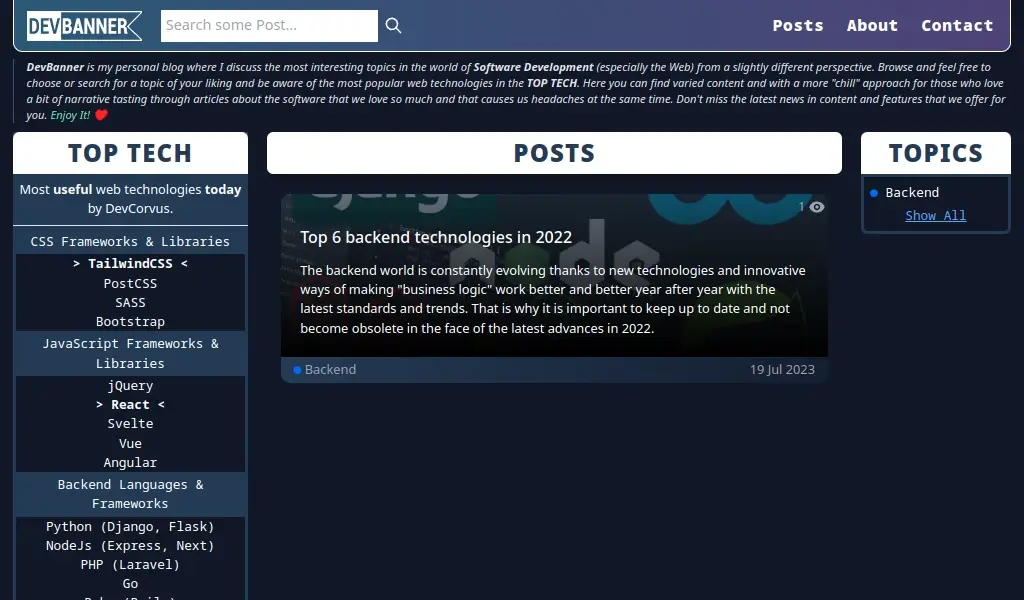 DEVBANNER
Search some Post...
Posts About Contact
DevBanner is my personal blog where I discuss the most interesting topics in the world of Software Development (especially the Web) from a slightly different perspective. Browse and feel free to
choose or search for a topic of your liking and be aware of the most popular web technologies in the TOP TECH. Here you can find varied content and with a more "chill" approach for those who love
a bit of narrative tasting through articles about the software that we love so much and that causes us headaches at the same time. Don't miss the latest news in content and features that we offer for
you. Enjoy It! ❤️
TOP TECH
Most useful web technologies today
by DevCorvus.
CSS Frameworks & Libraries
> TailwindCSS <
PostCSS
SASS
Bootstrap
JavaScript Frameworks &
Libraries
jQuery
> React <
Svelte
Vue
Angular
Backend Languages &
Frameworks
Python (Django, Flask)
NodeJs (Express, Next)
PHP (Laravel)
Go
POSTS
django
1
node
Top 6 backend technologies in 2022
The backend world is constantly evolving thanks to new technologies and innovative
ways of making "business logic" work better and better year after year with the
latest standards and trends. That is why it is important to keep up to date and not
become obsolete in the face of the latest advances in 2022.
Backend
19 Jul 2023
TOPICS
Backend
Show All